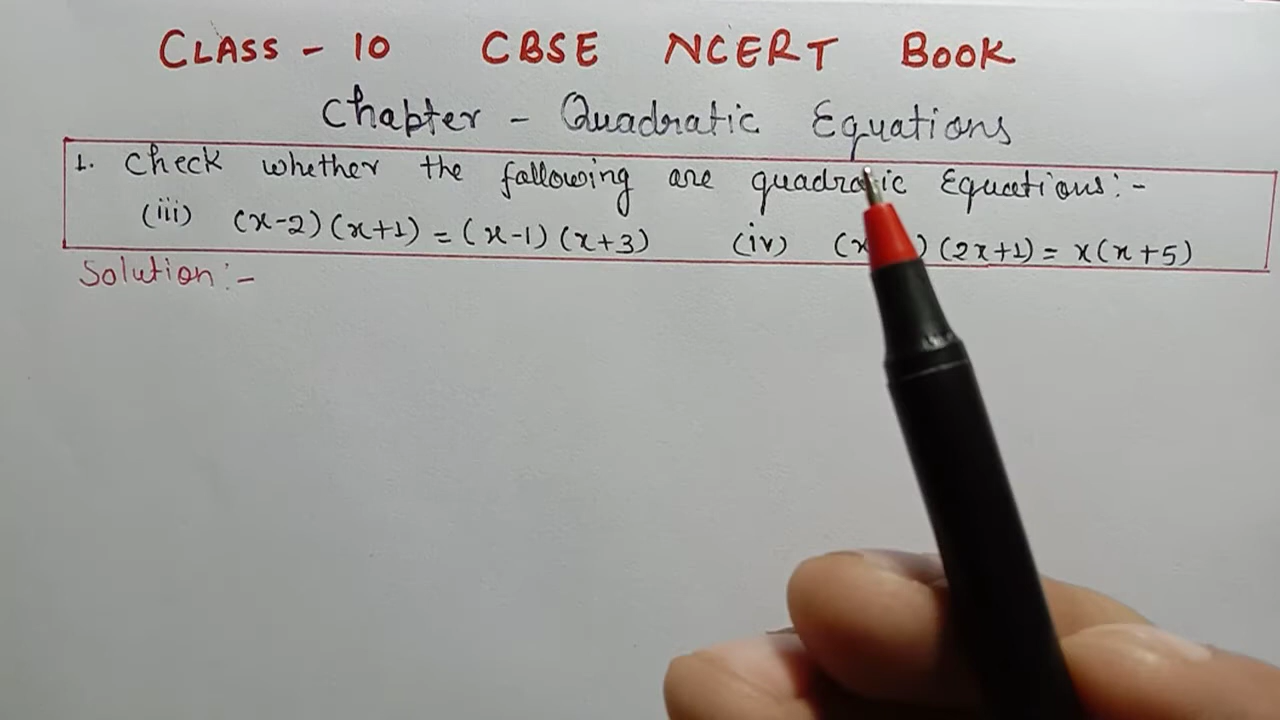 CLASS - 10 CBSE NCERT BOOK
Chapter - Quadratic Equations
1. Check whether the following are quadratic Equations:-
(iii) (x-2)(x+1) = (x-1)(x+3) (iv) (x ) (2x+1) = x(x+5)
Solution:-